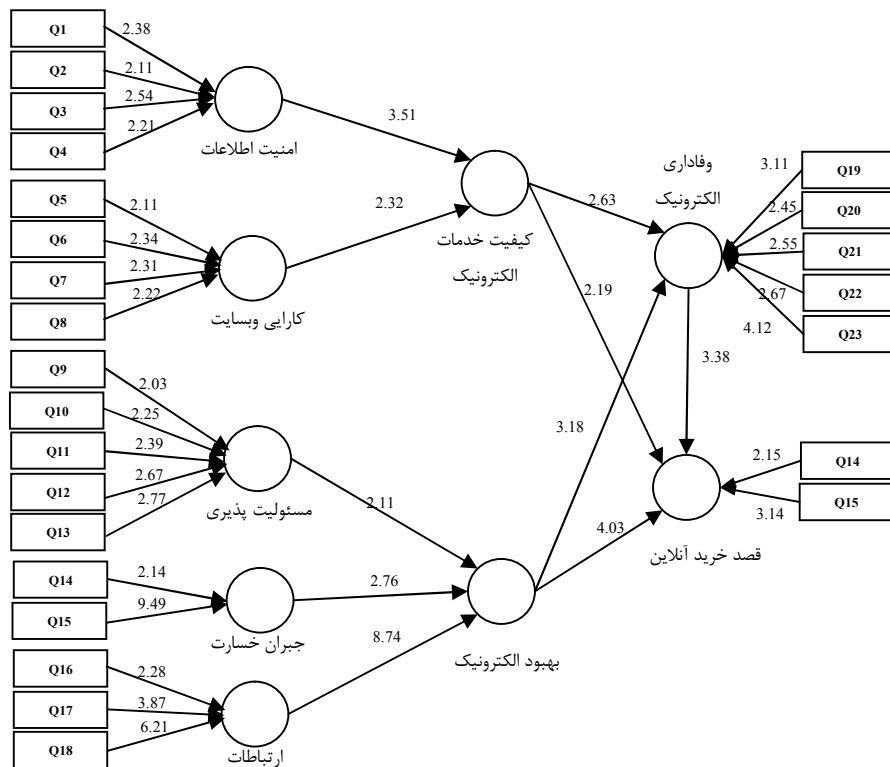 Q1
2.38
Q2
2.11
Q3
2.54
Q4
2.21
امنیت اطلاعات
3.51
Q5
2.11
Q6
2.34
Q7
2.31
Q8
2.22
کارایی وبسایت
2.32
کیفیت خدمات
الکترونیک
2.63
2.19
وفاداری
الکترونیک
3.11
Q19
2.45
Q20
2.55
Q21
2.67
Q22
4.12
Q23
3.38
Q9
2.03
Q10
2.25
Q11
2.39
Q12
2.67
Q13
2.77
مسئولیت پذیری
2.11
3.18
2.15
Q14
3.14
Q15
قصد خرید آنلاین
4.03
Q14
2.14
Q15
9.49
جبران خسارت
2.76
بهبود الکترونیک
8.74
Q16
2.28
Q17
3.87
Q18
6.21
ارتباطات